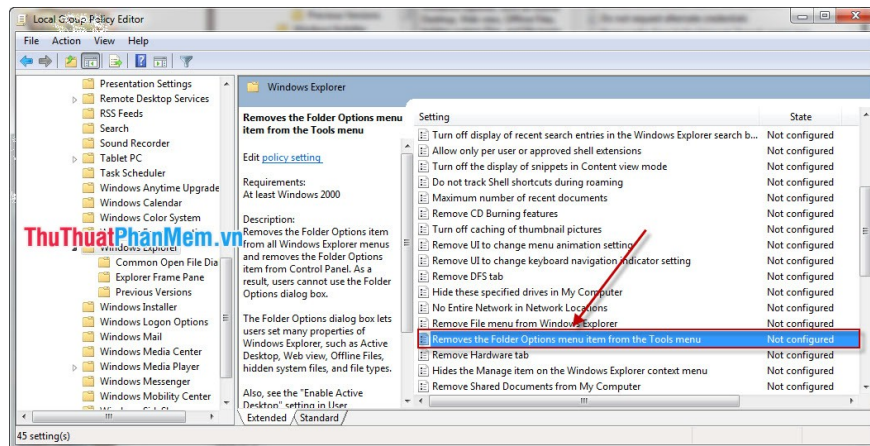 Local Group Policy Editor
File Action View Help
Presentation Settings
Remote Desktop Services
RSS Feeds
Search
Sound Recorder
Tablet PC
Task Scheduler
Windows Anytime Upgrade
Windows Calendar
Windows Color System
ThuThuatPhanMem.vn
Windows Explorer
Common Open File Dia
Explorer Frame Pane
Previous Versions
Windows Installer
Windows Logon Options
Windows Mail
Windows Media Center
Windows Media Player
Windows Messenger
Windows Mobility Center
Windows Explorer
Removes the Folder Options menu
item from the Tools menu
Edit policy setting
Requirements:
At least Windows 2000
Description:
Removes the Folder Options item
from all Windows Explorer menus
and removes the Folder Options
item from Control Panel. As a
result, users cannot use the Folder
Options dialog box.
The Folder Options dialog box lets
users set many properties of
Windows Explorer, such as Active
Desktop, Web view, Offline Files,
hidden system files, and file types.
Also, see the "Enable Active
Desktop" setting in User
Setting State
Turn off display of recent search entries in the Windows Explorer search b... Not configured
Allow only per user or approved shell extensions Not configured
Turn off the display of snippets in Content view mode Not configured
Do not track Shell shortcuts during roaming Not configured
Maximum number of recent documents Not configured
Remove CD Burning features Not configured
Turn off caching of thumbnail pictures Not configured
Remove UI to change menu animation setting Not configured
Remove UI to change keyboard navigation indicator setting Not configured
Remove DFS tab Not configured
Hide these specified drives in My Computer Not configured
No Entire Network in Network Locations Not configured
Remove File menu from Windows Explorer Not configured
Removes the Folder Options menu item from the Tools menu Not configured
Remove Hardware tab Not configured
Hides the Manage item on the Windows Explorer context menu Not configured
Remove Shared Documents from My Computer Not configured
Extended Standard
45 setting(s)